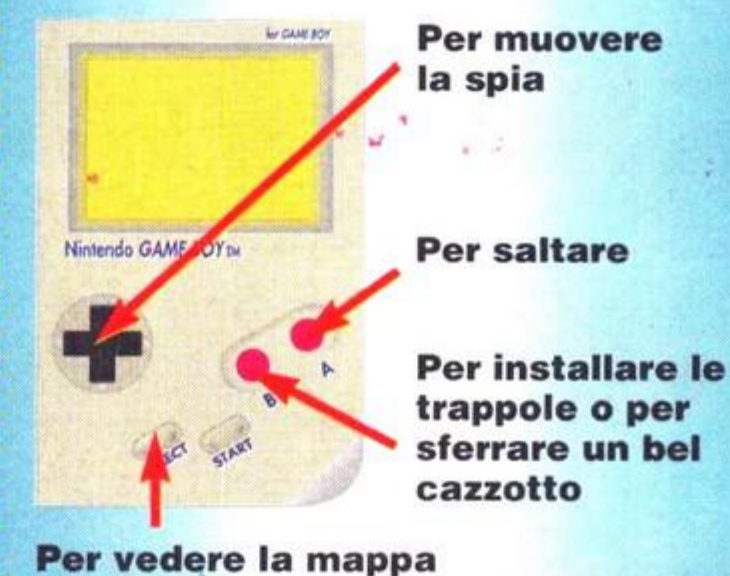 for GAME BOY
Per muovere
la spia
Nintendo GAME BOY TM
Per saltare
A
B
Per installare le
trappole o per
sferrare un bel
cazzotto
ECT
START
Per vedere la mappa